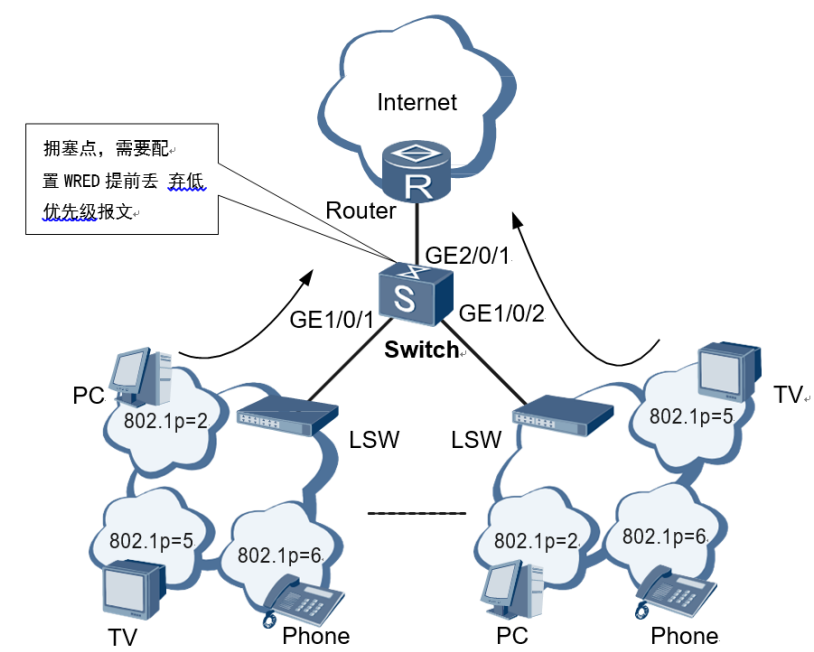 Internet
拥塞点，需要配
置 WRED 提前丢 弃低
优先级报文
R
Router
GE2/0/1
S
GE1/0/1
GE1/0/2
Switch
PC
802.1p=2
LSW
LSW
802.1p=5
TV
802.1p=5
802.1p=6
802.1p=2
802.1p=6
TV
Phone
PC
Phone